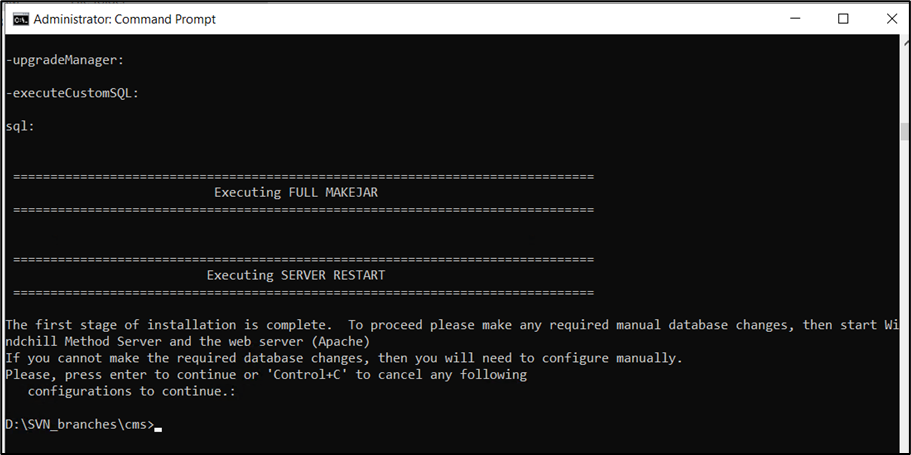 Administrator: Command Prompt
-upgradeManager:
-executeCustomSQL:
sql:
==============================================================================
Executing FULL MAKEJAR
==============================================================================
==============================================================================
Executing SERVER RESTART
==============================================================================
The first stage of installation is complete.  To proceed please make any required manual database changes, then start Wi
ndchill Method Server and the web server (Apache)
If you cannot make the required database changes, then you will need to configure manually.
Please, press enter to continue or 'Control+C' to cancel any following
   configurations to continue.:
D:\SVN_branches\cms>